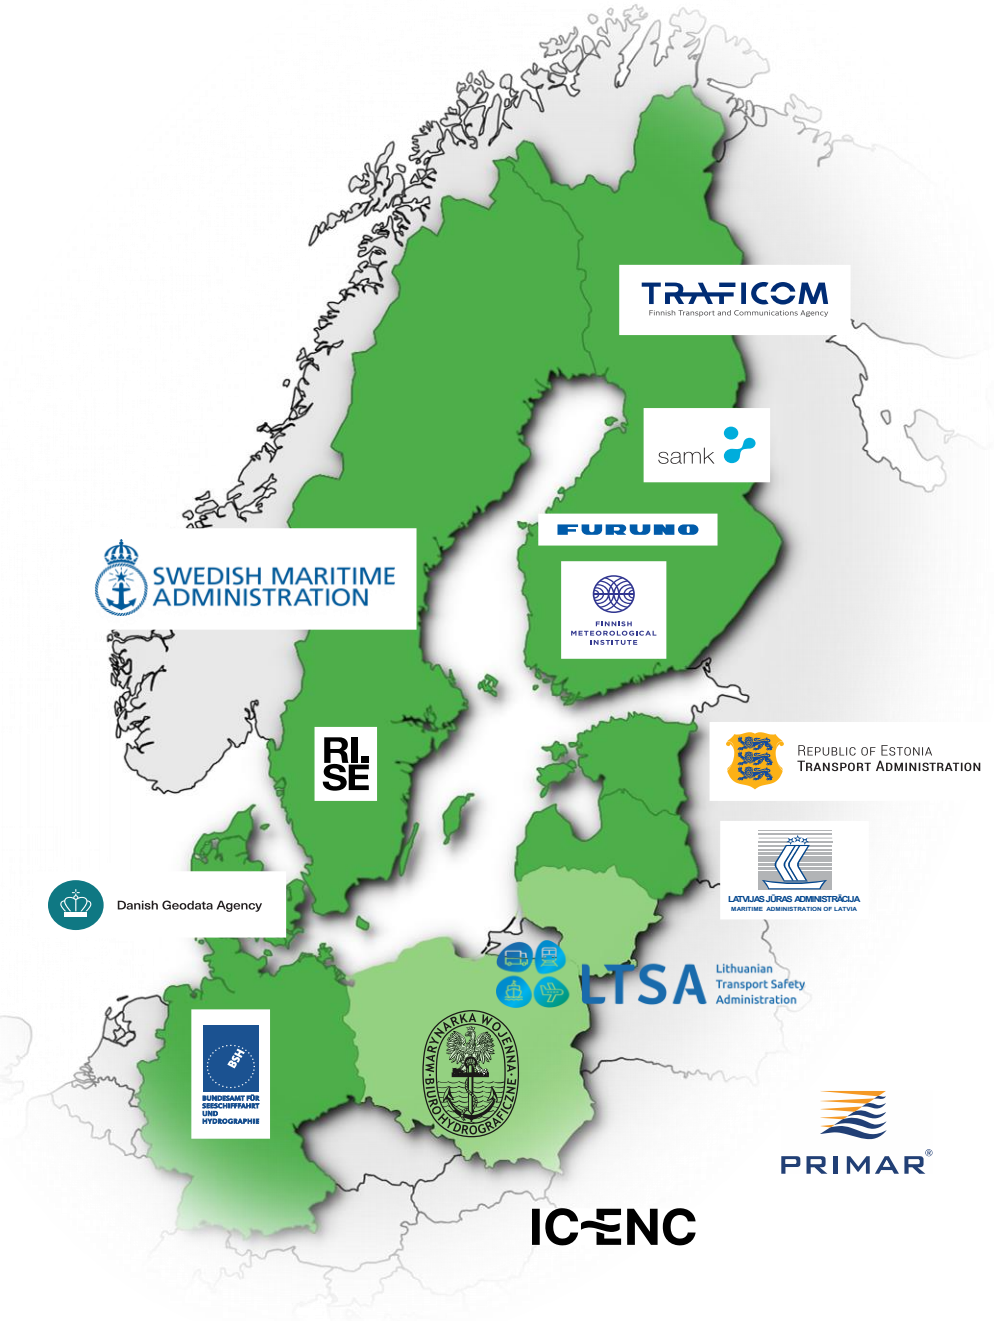 TRAFICOM
Finnish Transport and Communications Agency
samk
FURUNO
SWEDISH MARITIME
ADMINISTRATION
FINNISH
METEOROLOGICAL
INSTITUTE
RI.
SE
REPUBLIC OF ESTONIA
TRANSPORT ADMINISTRATION
LATVIJAS JŪRAS ADMINISTRĀCIJA
MARITIME ADMINISTRATION OF LATVIA
Danish Geodata Agency
LTSA
Lithuanian
Transport Safety
Administration
BSH
BUNDESAMT FÜR
SEESCHIFFFAHRT
UND
HYDROGRAPHIE
MARYNARKA WOJENNA
BIURO HYDROGRAFICZNE
PRIMAR®
IC-ENC